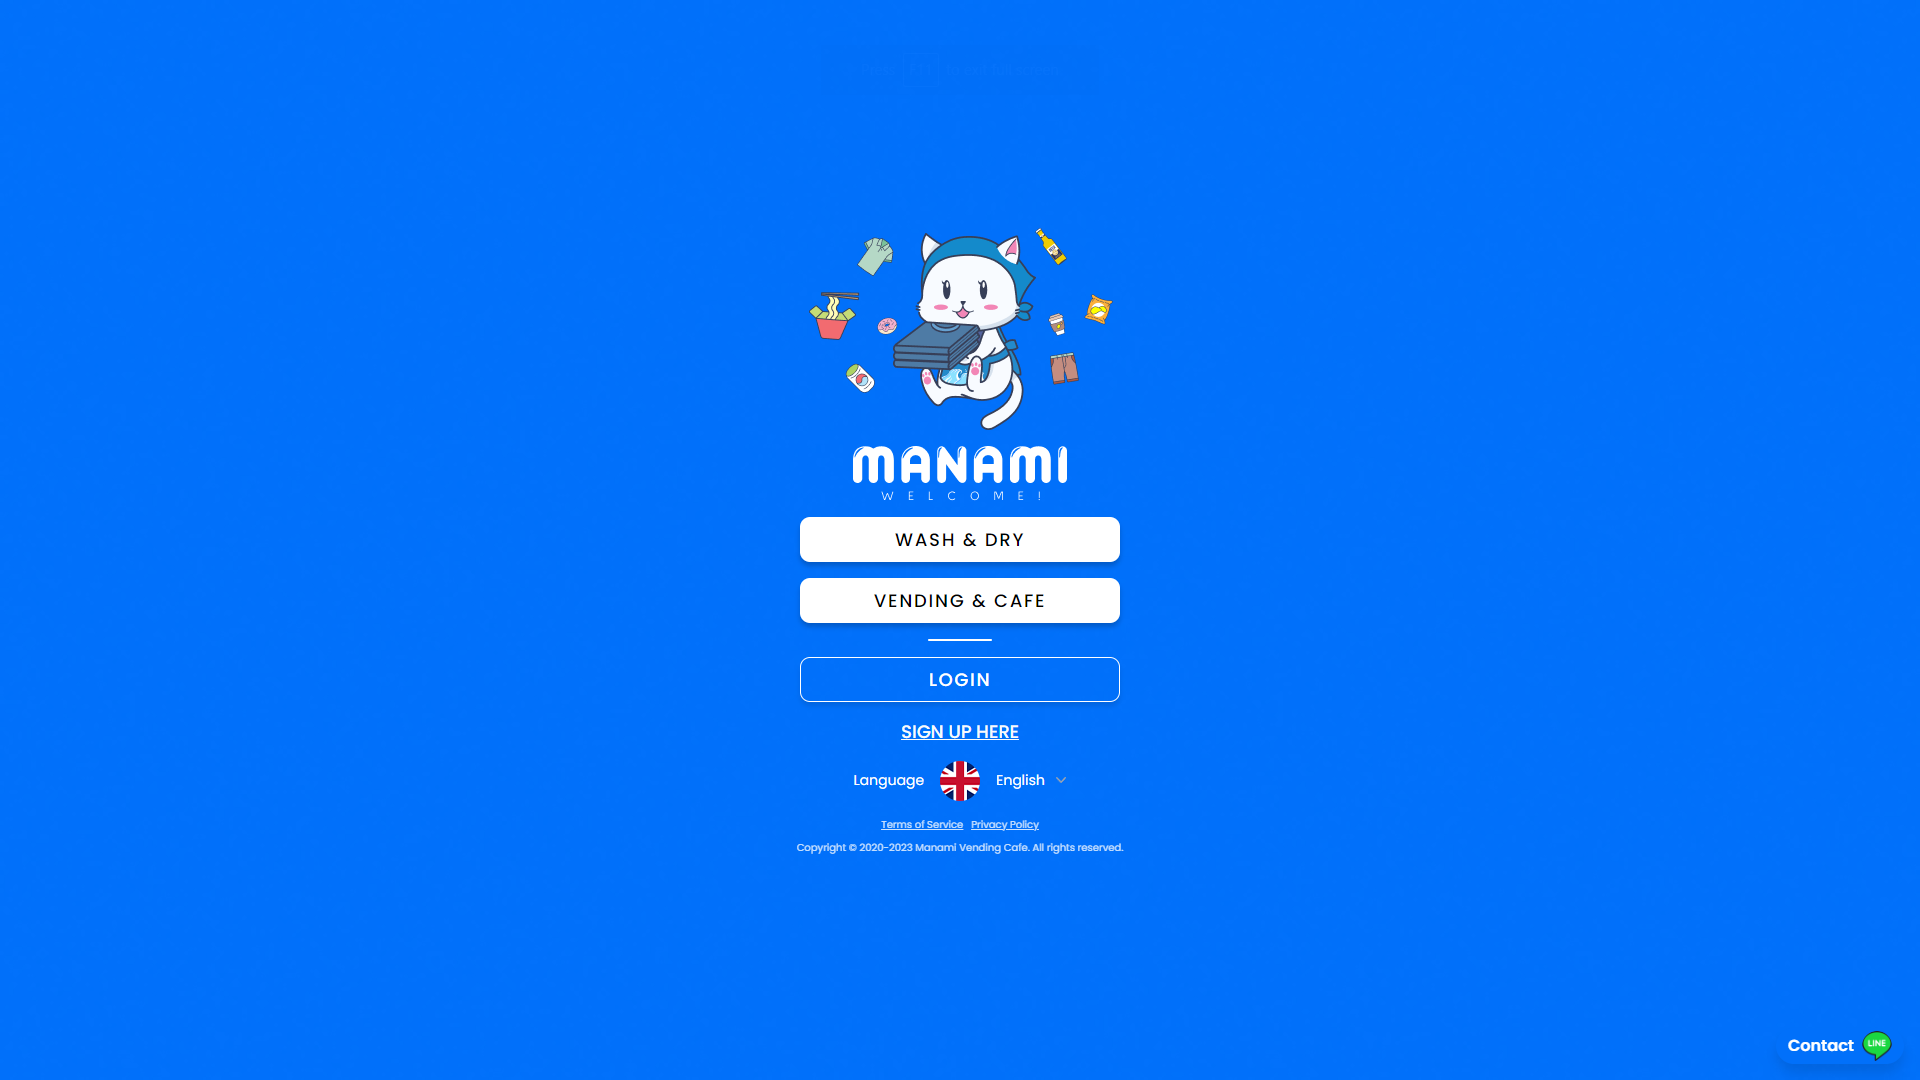 MANAMI
WELCOME!
WASH & DRY
VENDING & CAFE
LOGIN
SIGN UP HERE
Language English
Terms of Service Privacy Policy
Copyright © 2020-2023 Manami Vending Cafe. All rights reserved.
Contact LINE